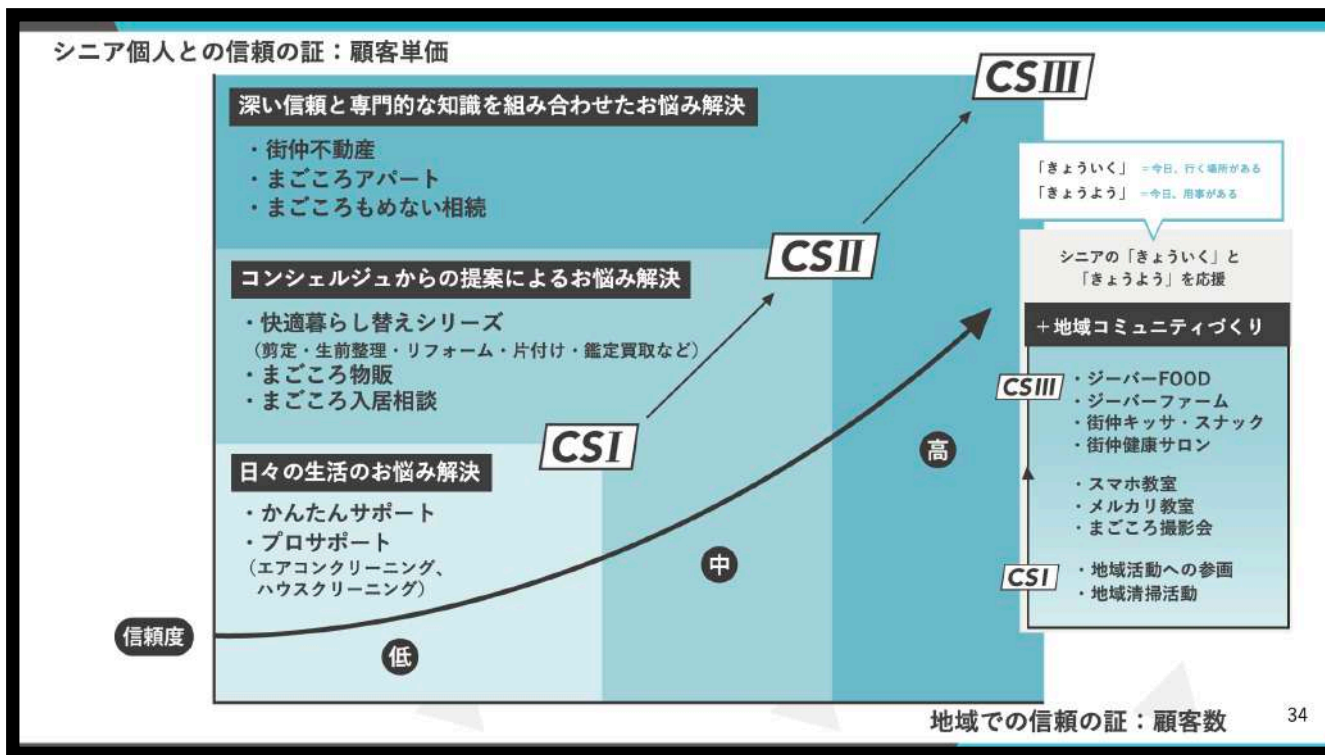 シニア個人との信頼の証：顧客単価
深い信頼と専門的な知識を組み合わせたお悩み解決
・街仲不動産
・まごころアパート
・まごころもめない相続
CSⅢ
コンシェルジュからの提案によるお悩み解決
・快適暮らし替えシリーズ
（剪定・生前整理・リフォーム・片付け・鑑定買取など）
・まごころ物販
・まごころ入居相談
CSⅡ
日々の生活のお悩み解決
・かんたんサポート
・プロサポート
（エアコンクリーニング、
ハウスクリーニング）
CSⅠ
信頼度
低
中
高
「きょういく」 ＝今日、行く場所がある
「きょうよう」 ＝今日、用事がある
シニアの「きょういく」と
「きょうよう」を応援
＋地域コミュニティづくり
CSⅢ
・ジーバーFOOD
・ジーバーファーム
・街仲キッサ・スナック
・街仲健康サロン
・スマホ教室
・メルカリ教室
・まごころ撮影会
CSⅠ
・地域活動への参画
・地域清掃活動
地域での信頼の証：顧客数
34